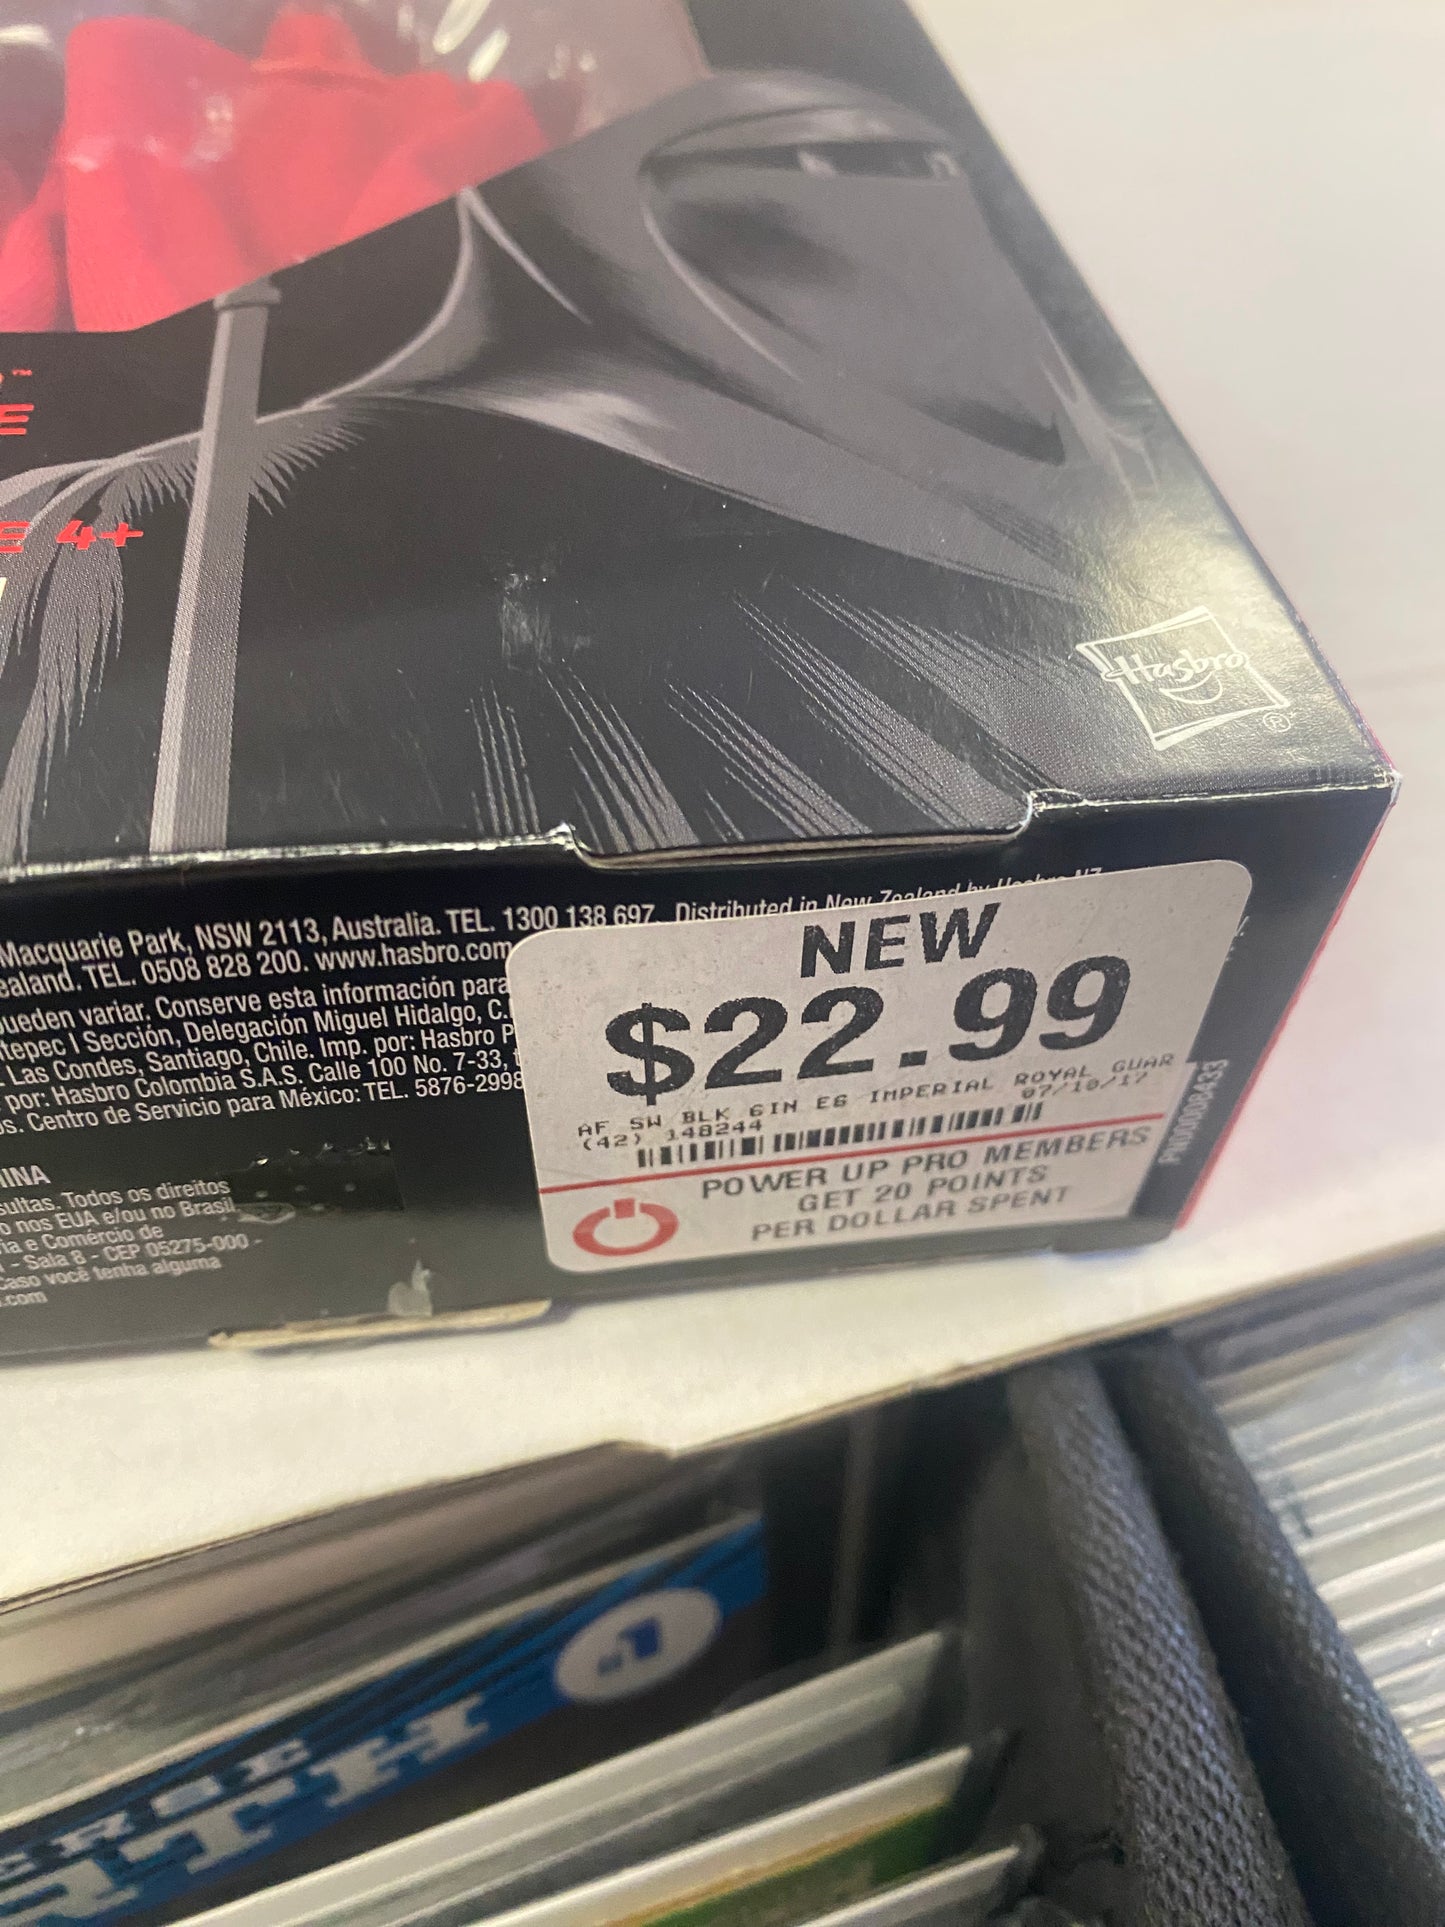 ™
E
E 4+
Hasbro
®
Macquarie Park, NSW 2113, Australia. TEL. 1300 138 697. Distributed in New Zealand by Hasbro NZ
ealand. TEL. 0508 828 200. www.hasbro.com
pueden variar. Conserve esta información para
tepec I Sección, Delegación Miguel Hidalgo, C.
Las Condes, Santiago, Chile. Imp. por: Hasbro P
por: Hasbro Colombia S.A.S. Calle 100 No. 7-33,
os. Centro de Servicio para México: TEL. 5876-2998
HINA
sultas. Todos os direitos
o nos EUA e/ou no Brasil.
ria e Comércio de
- Sala 8 - CEP 05275-000 -
Caso você tenha alguma
.com
NEW
$22.99
AF SW BLK 6IN E6 IMPERIAL ROYAL GUAR
(42) 148244 07/10/17
POWER UP PRO MEMBERS
GET 20 POINTS
PER DOLLAR SPENT